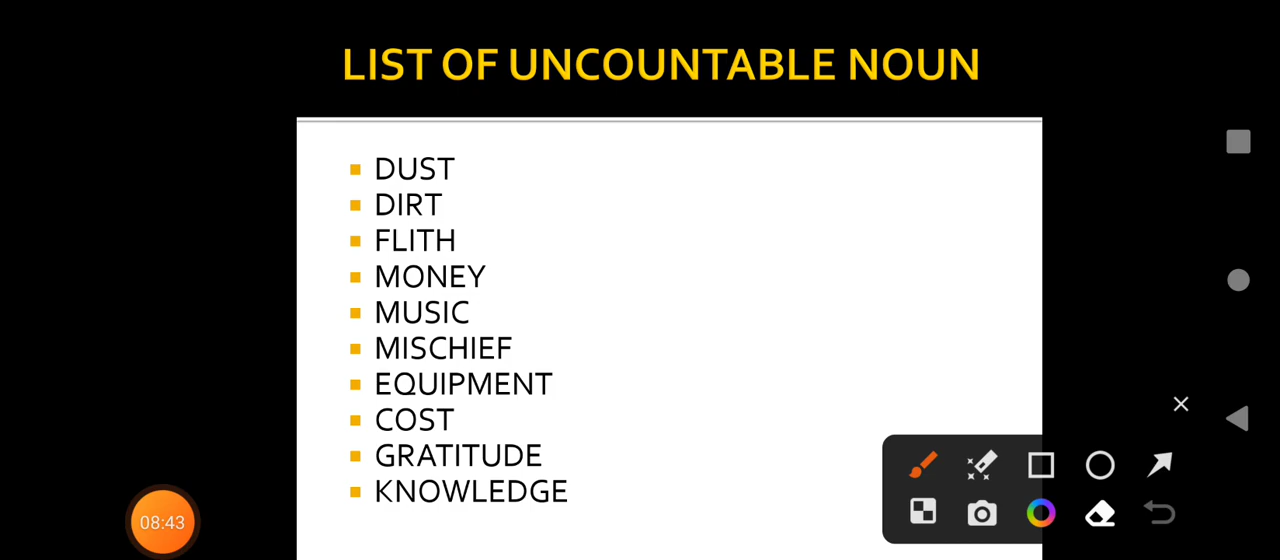 LIST OF UNCOUNTABLE NOUN
DUST
DIRT
FLITH
MONEY
MUSIC
MISCHIEF
EQUIPMENT
COST
GRATITUDE
KNOWLEDGE
08:43